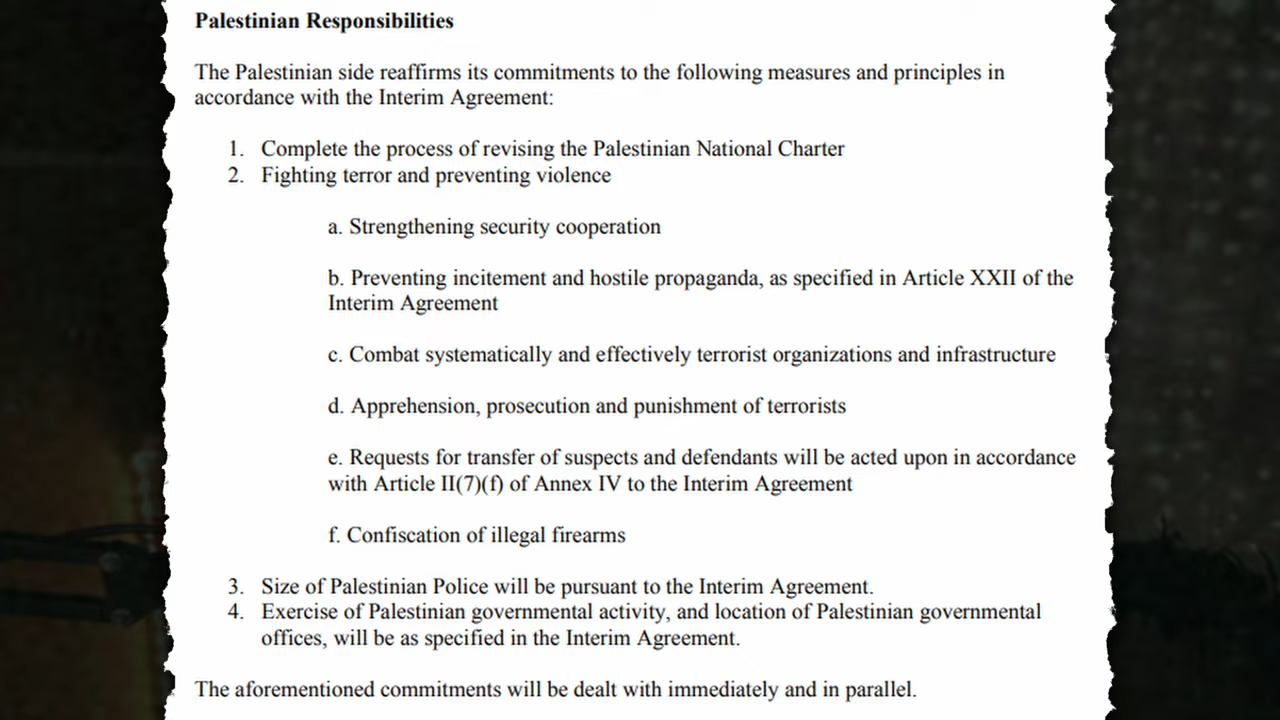 Palestinian Responsibilities
The Palestinian side reaffirms its commitments to the following measures and principles in
accordance with the Interim Agreement:
1. Complete the process of revising the Palestinian National Charter
2. Fighting terror and preventing violence
a. Strengthening security cooperation
b. Preventing incitement and hostile propaganda, as specified in Article XXII of the
Interim Agreement
c. Combat systematically and effectively terrorist organizations and infrastructure
d. Apprehension, prosecution and punishment of terrorists
e. Requests for transfer of suspects and defendants will be acted upon in accordance
with Article II(7)(f) of Annex IV to the Interim Agreement
f. Confiscation of illegal firearms
3. Size of Palestinian Police will be pursuant to the Interim Agreement.
4. Exercise of Palestinian governmental activity, and location of Palestinian governmental
offices, will be as specified in the Interim Agreement.
The aforementioned commitments will be dealt with immediately and in parallel.